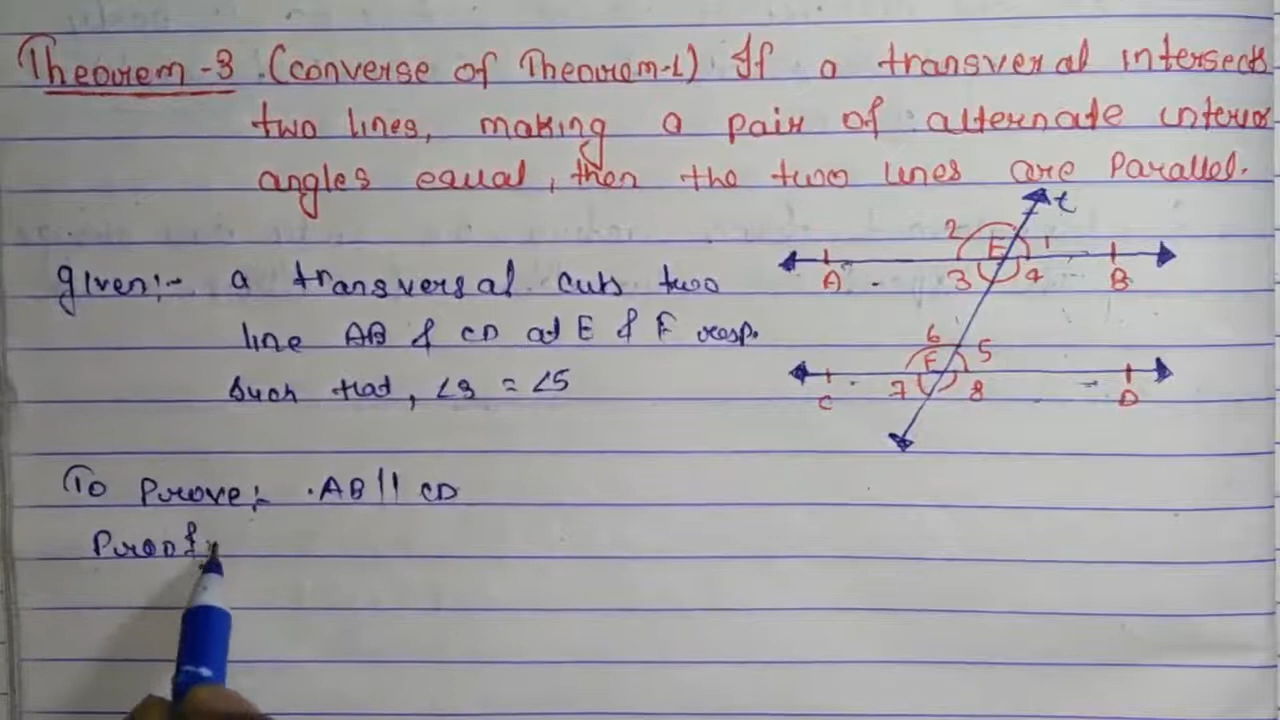 Theorem-3 (converse of Theorem-1) If a transversal intersects
two lines, making a pair of alternate interior
angles equal, then the two lines are Parallel.
t
2 E 1
A 3 4 B
given:- a transversal cuts two
line AB & CD at E & F resp.
such that, ∠3 = ∠5
6
F 5
7 8
C D
To Prove:- AB || CD
Proof: